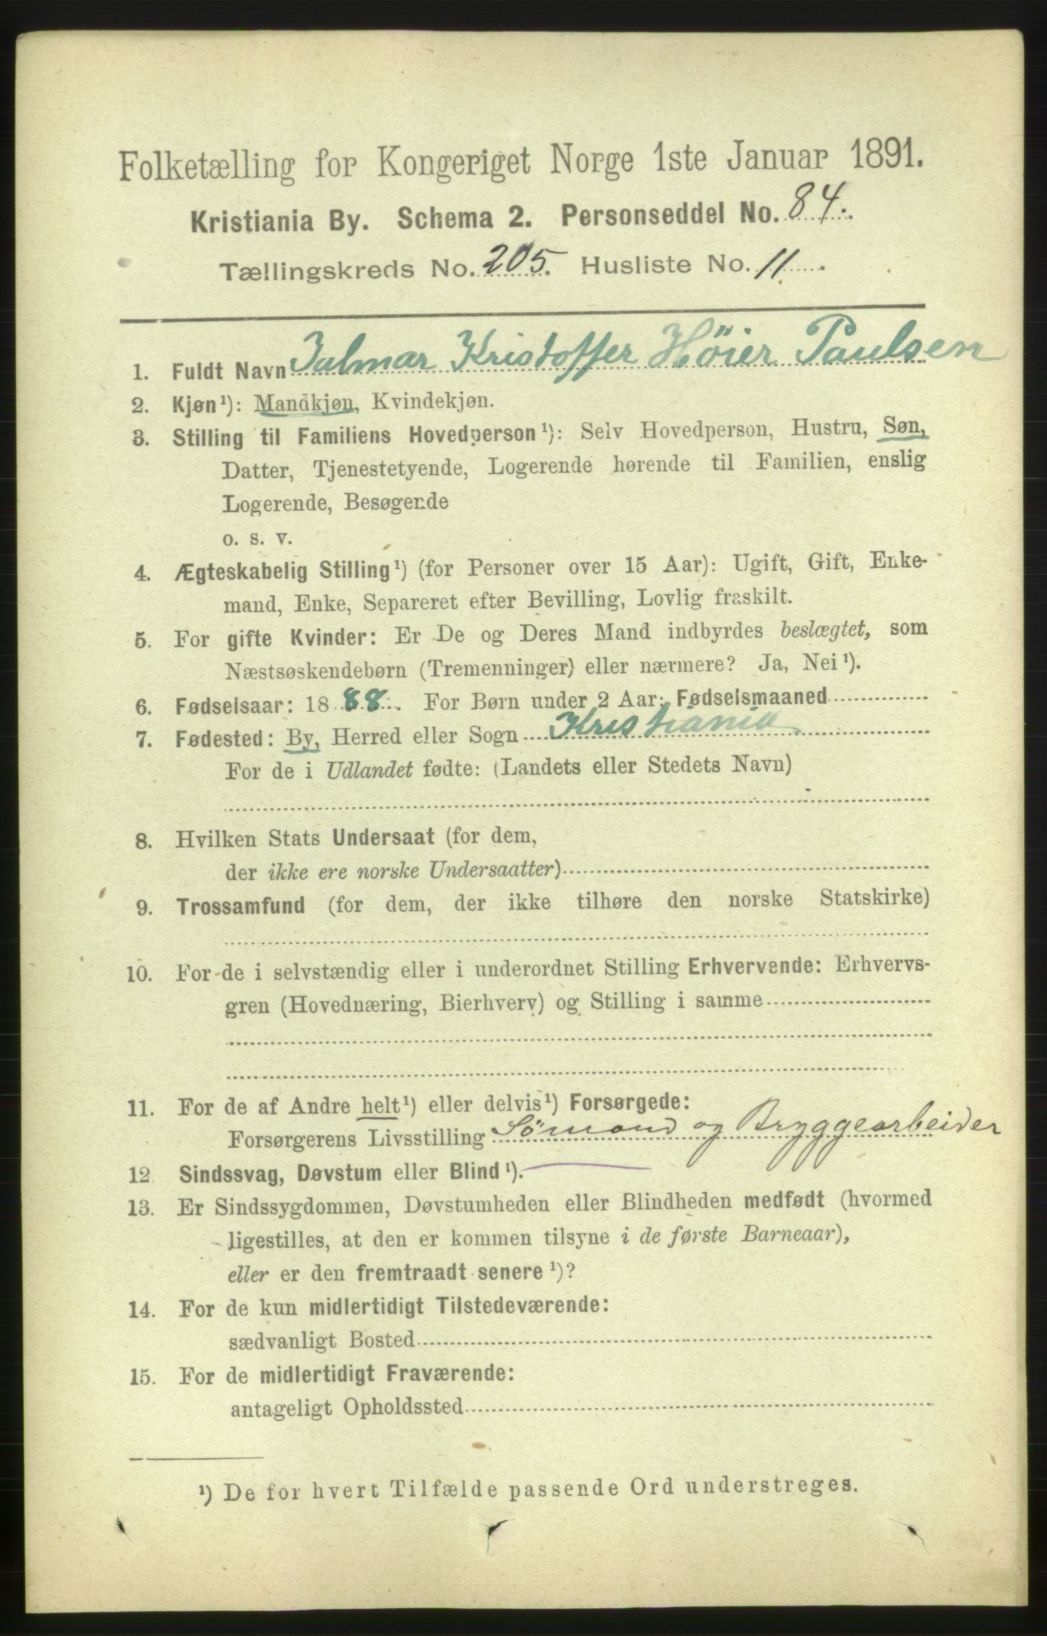 Folketælling for Kongeriget Norge 1ste Januar 1891.
Kristiania By. Schema 2. Personseddel No. 84.
Tællingskreds No. 205. Husliste No. 11.
1. Fuldt Navn Jalmar Kristoffer Höier Paulsen
2. Kjøn¹): Mandkjøn, Kvindekjøn.
3. Stilling til Familiens Hovedperson¹): Selv Hovedperson, Hustru, Søn,
Datter, Tjenestetyende, Logerende hørende til Familien, enslig
Logerende, Besøgende
o. s. v.
4. Ægteskabelig Stilling¹) (for Personer over 15 Aar): Ugift, Gift, Enke-
mand, Enke, Separeret efter Bevilling, Lovlig fraskilt.
5. For gifte Kvinder: Er De og Deres Mand indbyrdes beslægtet, som
Næstsøskendebørn (Tremenninger) eller nærmere? Ja, Nei¹).
6. Fødselsaar: 1888. For Børn under 2 Aar: Fødselsmaaned
7. Fødested: By, Herred eller Sogn Kristiania
For de i Udlandet fødte: (Landets eller Stedets Navn)
8. Hvilken Stats Undersaat (for dem,
der ikke ere norske Undersaatter)
9. Trossamfund (for dem, der ikke tilhøre den norske Statskirke)
10. For de i selvstændig eller i underordnet Stilling Erhvervende: Erhvervs-
gren (Hovednæring, Bierhverv) og Stilling i samme
11. For de af Andre helt¹) eller delvis¹) Forsørgede:
Forsørgerens Livsstilling Sömand og Bryggearbeider
12 Sindssvag, Døvstum eller Blind¹).
13. Er Sindssygdommen, Døvstumheden eller Blindheden medfødt (hvormed
ligestilles, at den er kommen tilsyne i de første Barneaar),
eller er den fremtraadt senere¹)?
14. For de kun midlertidigt Tilstedeværende:
sædvanligt Bosted
15. For de midlertidigt Fraværende:
antageligt Opholdssted
¹) De for hvert Tilfælde passende Ord understreges.